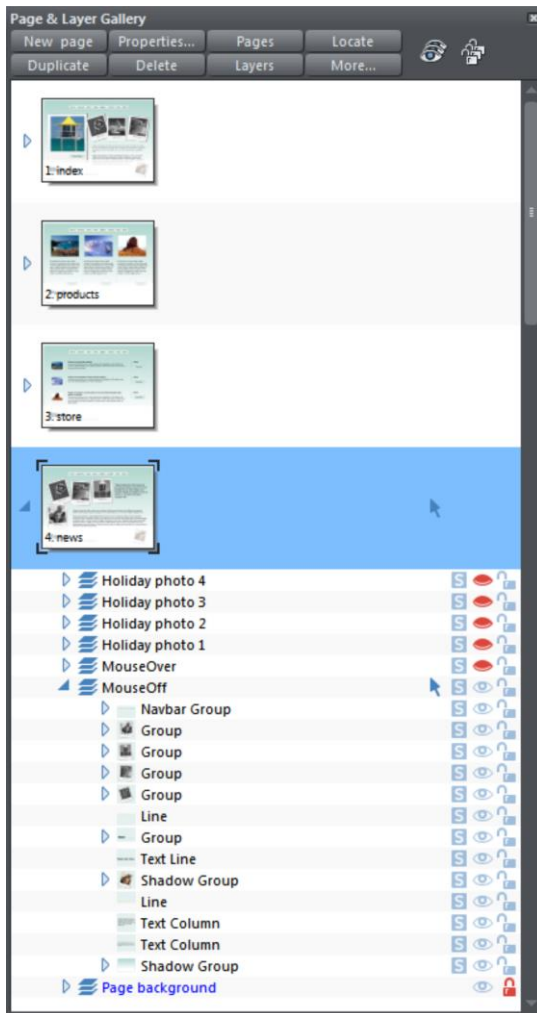 Page & Layer Gallery
New page Properties... Pages Locate
Duplicate Delete Layers More...
1: index
2: products
3: store
4: news
Holiday photo 4 S
Holiday photo 3 S
Holiday photo 2 S
Holiday photo 1 S
MouseOver S
MouseOff S
Navbar Group S
Group S
Group S
Group S
Group S
Line S
Group S
Text Line S
Shadow Group S
Line S
Text Column S
Text Column S
Shadow Group S
Page background